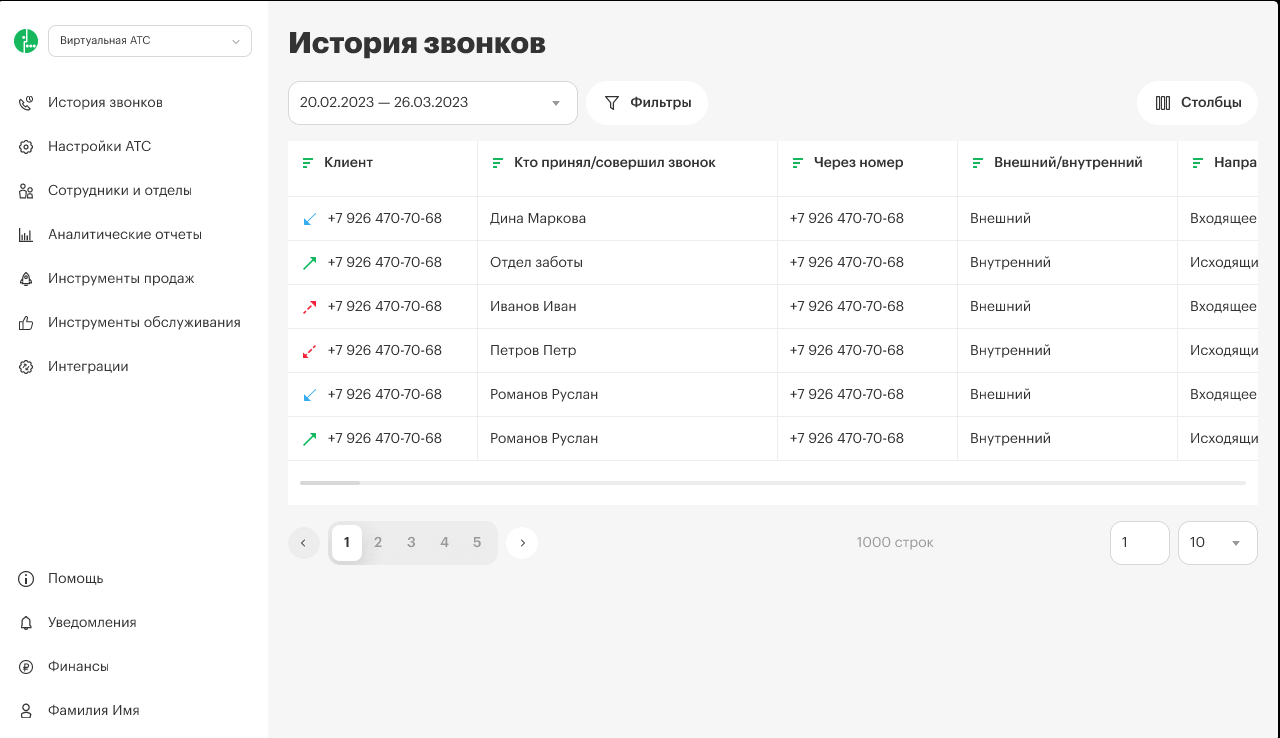 Виртуальная АТС
История звонков
Настройки АТС
Сотрудники и отделы
Аналитические отчеты
Инструменты продаж
Инструменты обслуживания
Интеграции
Помощь
Уведомления
Финансы
Фамилия Имя
История звонков
20.02.2023 — 26.03.2023 Фильтры Столбцы
Клиент Кто принял/совершил звонок Через номер Внешний/внутренний Напра
+7 926 470-70-68 Дина Маркова +7 926 470-70-68 Внешний Входящее
+7 926 470-70-68 Отдел заботы +7 926 470-70-68 Внутренний Исходящи
+7 926 470-70-68 Иванов Иван +7 926 470-70-68 Внешний Входящее
+7 926 470-70-68 Петров Петр +7 926 470-70-68 Внутренний Исходящи
+7 926 470-70-68 Романов Руслан +7 926 470-70-68 Внешний Входящее
+7 926 470-70-68 Романов Руслан +7 926 470-70-68 Внутренний Исходящи
1 2 3 4 5 1000 строк 1 10